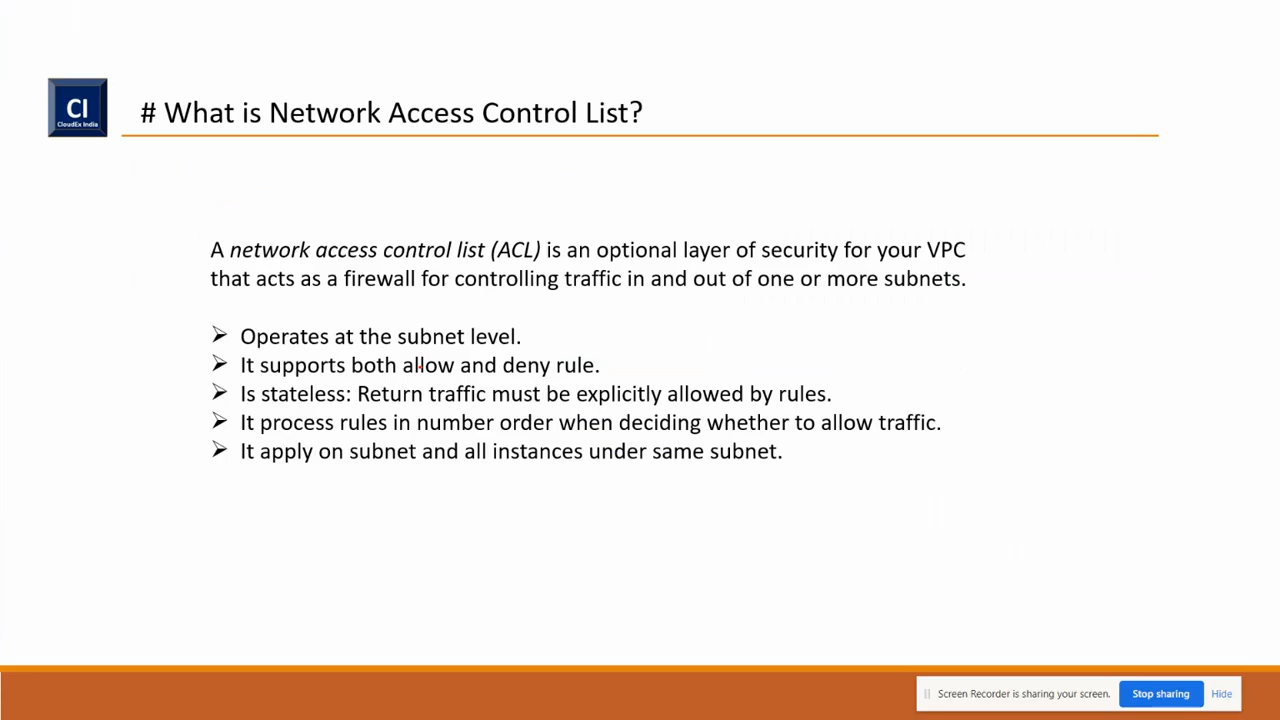 CI
CloudEx India
# What is Network Access Control List?
A network access control list (ACL) is an optional layer of security for your VPC
that acts as a firewall for controlling traffic in and out of one or more subnets.
Operates at the subnet level.
It supports both allow and deny rule.
Is stateless: Return traffic must be explicitly allowed by rules.
It process rules in number order when deciding whether to allow traffic.
It apply on subnet and all instances under same subnet.
Screen Recorder is sharing your screen.
Stop sharing
Hide